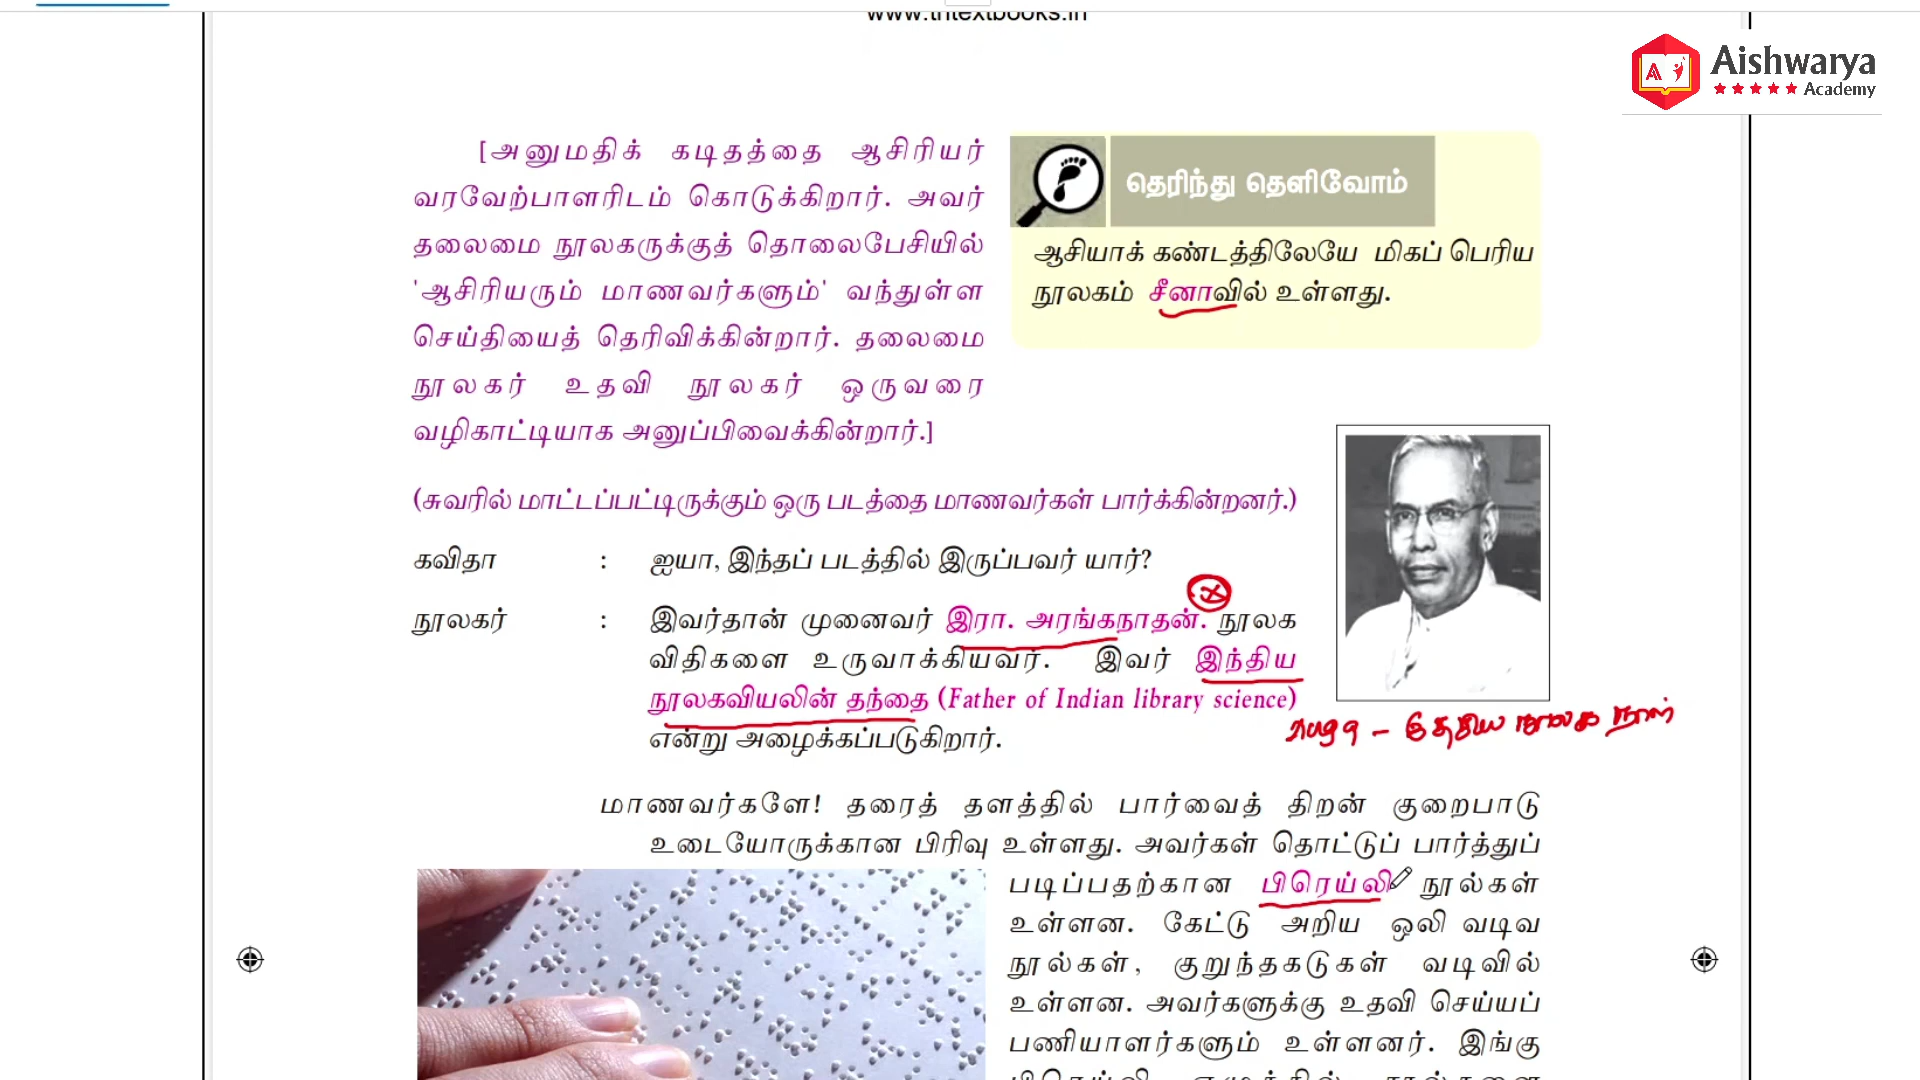 www.tntextbooks.in
Aishwarya
Academy
[அனுமதிக் கடிதத்தை ஆசிரியர்
வரவேற்பாளரிடம் கொடுக்கிறார். அவர்
தலைமை நூலகருக்குத் தொலைபேசியில்
'ஆசிரியரும் மாணவர்களும்' வந்துள்ள
செய்தியைத் தெரிவிக்கின்றார். தலைமை
நூலகர் உதவி நூலகர் ஒருவரை
வழிகாட்டியாக அனுப்பிவைக்கின்றார்.]
தெரிந்து தெளிவோம்
ஆசியாக் கண்டத்திலேயே மிகப் பெரிய
நூலகம் சீனாவில் உள்ளது.
(சுவரில் மாட்டப்பட்டிருக்கும் ஒரு படத்தை மாணவர்கள் பார்க்கின்றனர்.)
கவிதா : ஐயா, இந்தப் படத்தில் இருப்பவர் யார்?
நூலகர் : இவர்தான் முனைவர் இரா. அரங்கநாதன். நூலக
விதிகளை உருவாக்கியவர். இவர் இந்திய
நூலகவியலின் தந்தை (Father of Indian library science)
என்று அழைக்கப்படுகிறார்.
– தேசிய நூலக நாள்
மாணவர்களே! தரைத் தளத்தில் பார்வைத் திறன் குறைபாடு
உடையோருக்கான பிரிவு உள்ளது. அவர்கள் தொட்டுப் பார்த்துப்
படிப்பதற்கான பிரெய்லி நூல்கள்
உள்ளன. கேட்டு அறிய ஒலி வடிவ
நூல்கள், குறுந்தகடுகள் வடிவில்
உள்ளன. அவர்களுக்கு உதவி செய்யப்
பணியாளர்களும் உள்ளனர். இங்கு